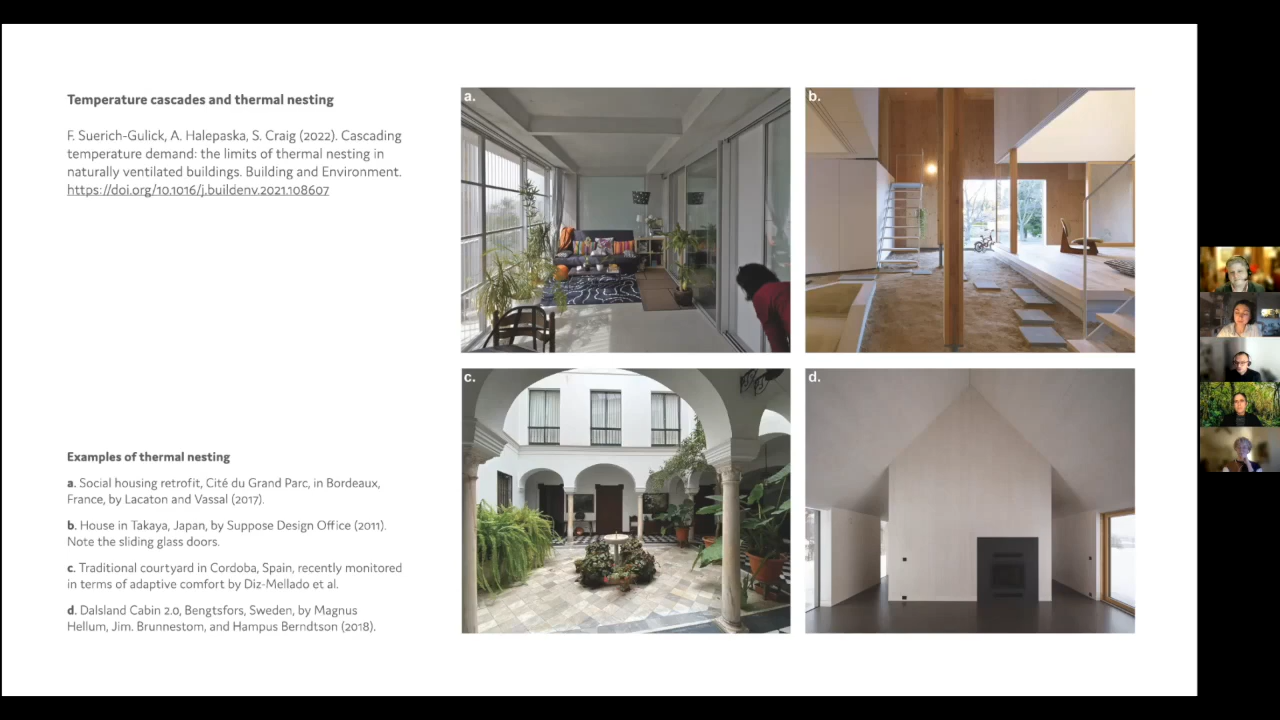 Temperature cascades and thermal nesting
F. Suerich-Gulick, A. Halepaska, S. Craig (2022). Cascading
temperature demand: the limits of thermal nesting in
naturally ventilated buildings. Building and Environment.
https://doi.org/10.1016/j.buildenv.2021.108607
Examples of thermal nesting
a. Social housing retrofit, Cité du Grand Parc, in Bordeaux,
France, by Lacaton and Vassal (2017).
b. House in Takaya, Japan, by Suppose Design Office (2011).
Note the sliding glass doors.
c. Traditional courtyard in Cordoba, Spain, recently monitored
in terms of adaptive comfort by Diz-Mellado et al.
d. Dalsland Cabin 2.0, Bengtsfors, Sweden, by Magnus
Hellum, Jim. Brunnestom, and Hampus Berndtson (2018).
a.
b.
c.
d.